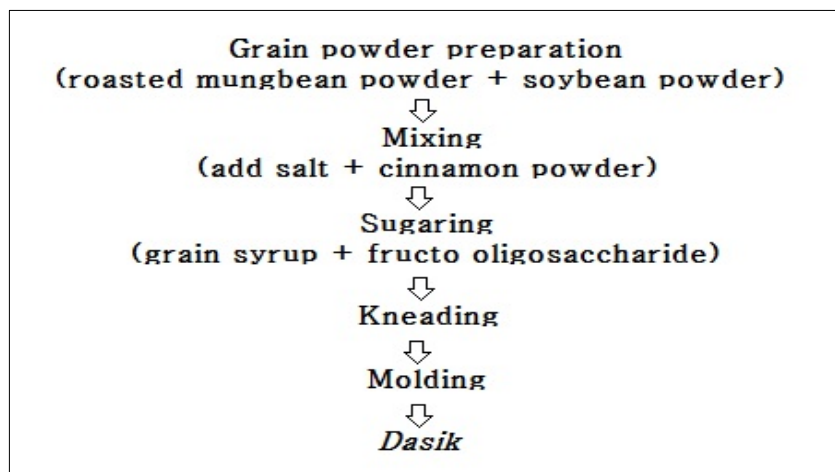 Grain powder preparation
(roasted mungbean powder + soybean powder)
Mixing
(add salt + cinnamon powder)
Sugaring
(grain syrup + fructo oligosaccharide)
Kneading
Molding
Dasik